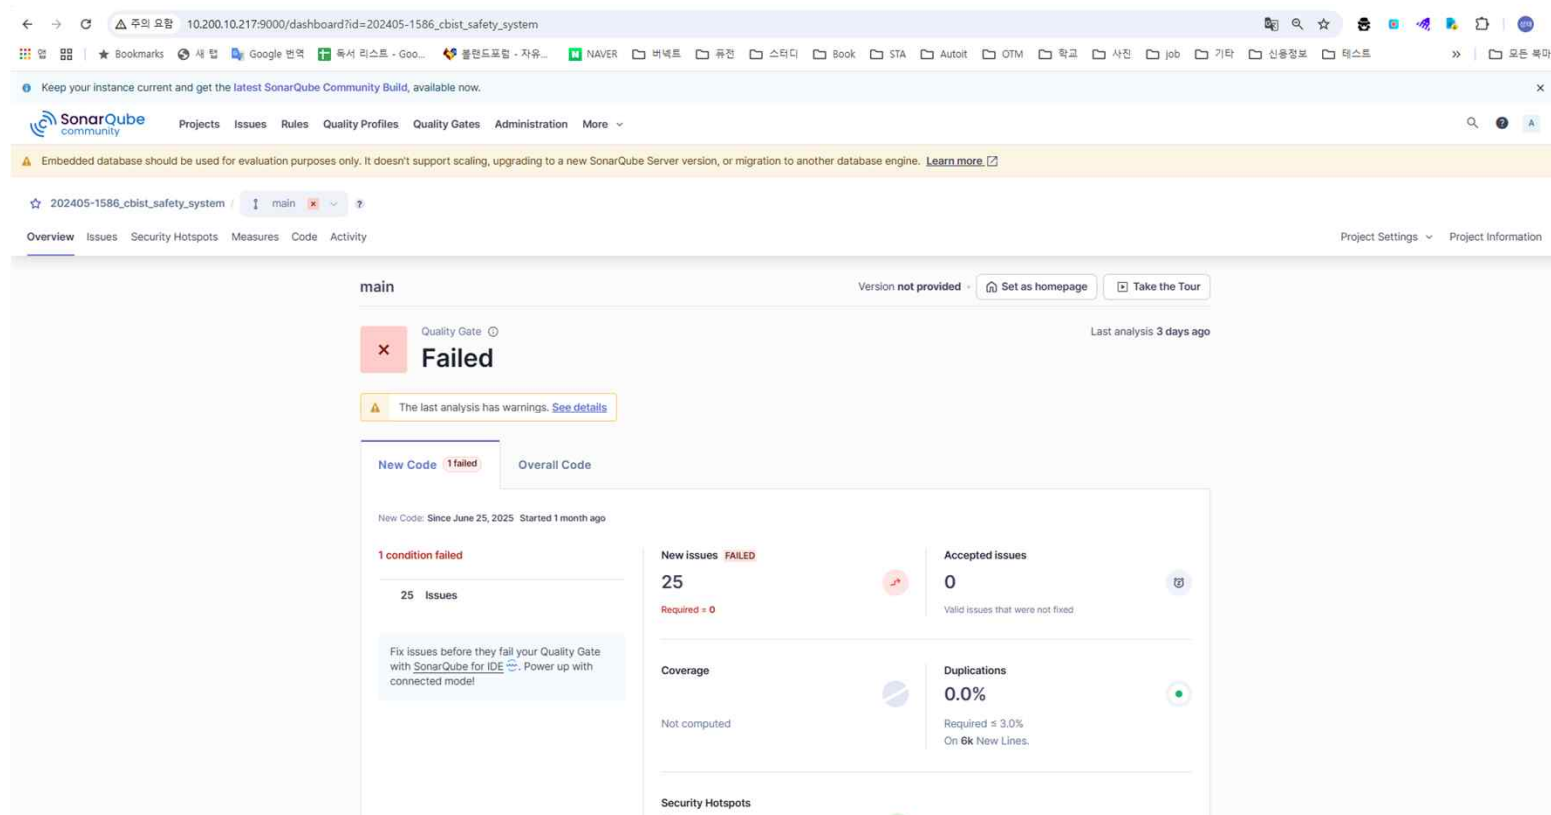 주의 요함 10.200.10.217:9000/dashboard?id=202405-1586_cbist_safety_system
앱 Bookmarks 새 탭 Google 번역 독서 리스트 - Goo... 볼랜드포럼 - 자유... NAVER 버넥트 퓨전 스터디 Book STA Autoit OTM 학교 사진 job 기타 신용정보 테스트 » 모든 북마
Keep your instance current and get the latest SonarQube Community Build, available now.
SonarQube community Projects Issues Rules Quality Profiles Quality Gates Administration More A
Embedded database should be used for evaluation purposes only. It doesn't support scaling, upgrading to a new SonarQube Server version, or migration to another database engine. Learn more
202405-1586_cbist_safety_system / main ?
Overview Issues Security Hotspots Measures Code Activity Project Settings Project Information
main Version not provided • Set as homepage Take the Tour
Quality Gate Last analysis 3 days ago
Failed
The last analysis has warnings. See details
New Code 1 failed Overall Code
New Code: Since June 25, 2025 Started 1 month ago
1 condition failed
25 Issues
Fix issues before they fail your Quality Gate
with SonarQube for IDE. Power up with
connected mode!
New issues FAILED
25
Required = 0
Accepted issues
0
Valid issues that were not fixed
Coverage
Not computed
Duplications
0.0%
Required ≤ 3.0%
On 6k New Lines.
Security Hotspots